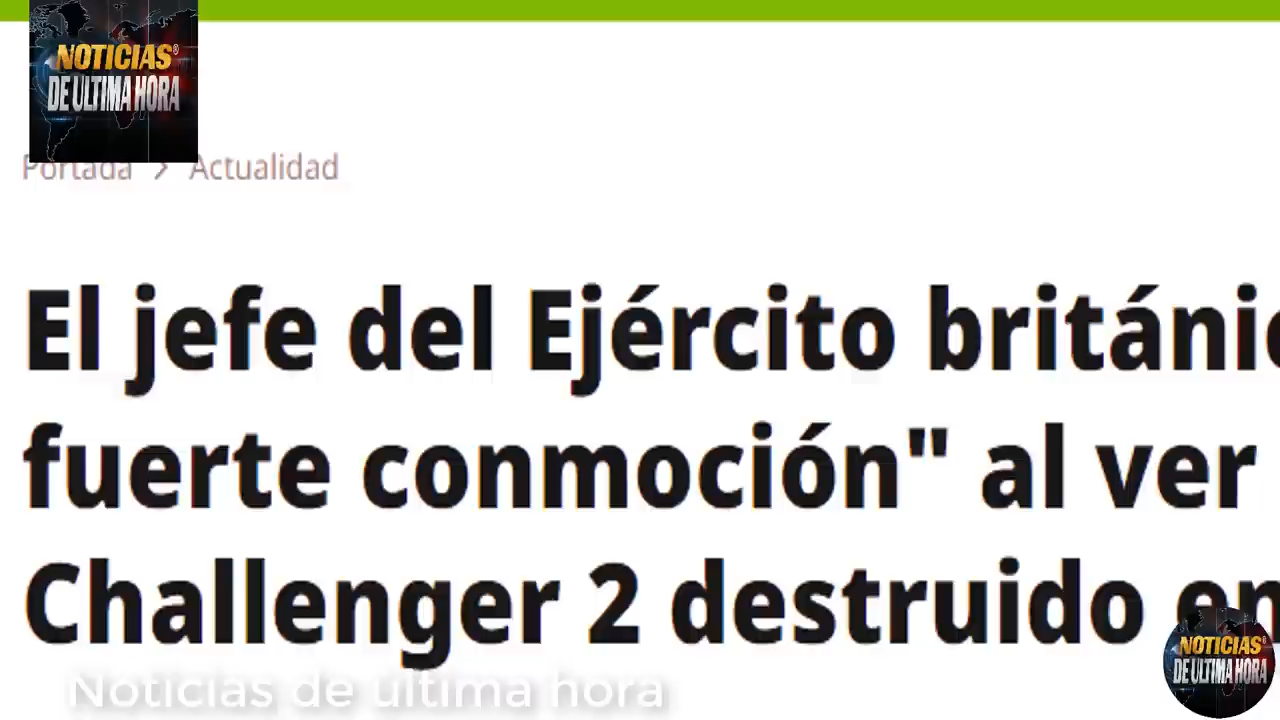 NOTICIAS®
DE ULTIMA HORA
Portada > Actualidad
El jefe del Ejército británic
fuerte conmoción" al ver
Challenger 2 destruido en
NOTICIAS®
DE ULTIMA HORA
Noticias de ultima hora